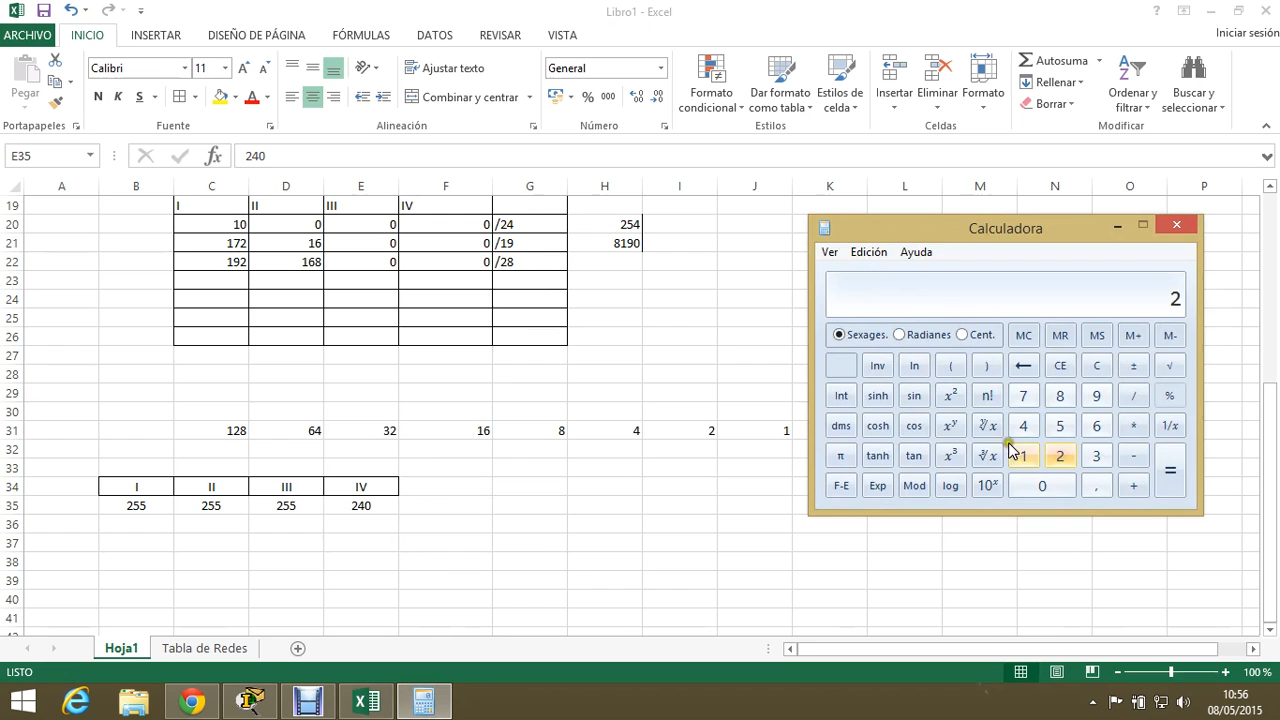 Libro1 - Excel
ARCHIVO INICIO INSERTAR DISEÑO DE PÁGINA FÓRMULAS DATOS REVISAR VISTA Iniciar sesión
Pegar Calibri 11 Ajustar texto General Formato condicional Dar formato como tabla Estilos de celda Insertar Eliminar Formato Autosuma Rellenar Borrar Ordenar y filtrar Buscar y seleccionar
N K S Combinar y centrar % 000
Portapapeles Fuente Alineación Número Estilos Celdas Modificar
E35 fx 240
A B C D E F G H I J K L M N O P
19 I II III IV
20 10 0 0 0 /24 254
21 172 16 0 0 /19 8190
22 192 168 0 0 /28
23
24
25
26
27
28
29
30
31 128 64 32 16 8 4 2 1
32
33
34 I II III IV
35 255 255 255 240
36
37
38
39
40
41
Calculadora
Ver Edición Ayuda
2
Sexages. Radianes Cent. MC MR MS M+ M-
Inv ln ( ) ← CE C ± √
Int sinh sin x² n! 7 8 9 / %
dms cosh cos xʸ ʸ√x 4 5 6 * 1/x
π tanh tan x³ ³√x 1 2 3 - =
F-E Exp Mod log 10ˣ 0 , +
Hoja1 Tabla de Redes
LISTO 100 %
10:56
08/05/2015